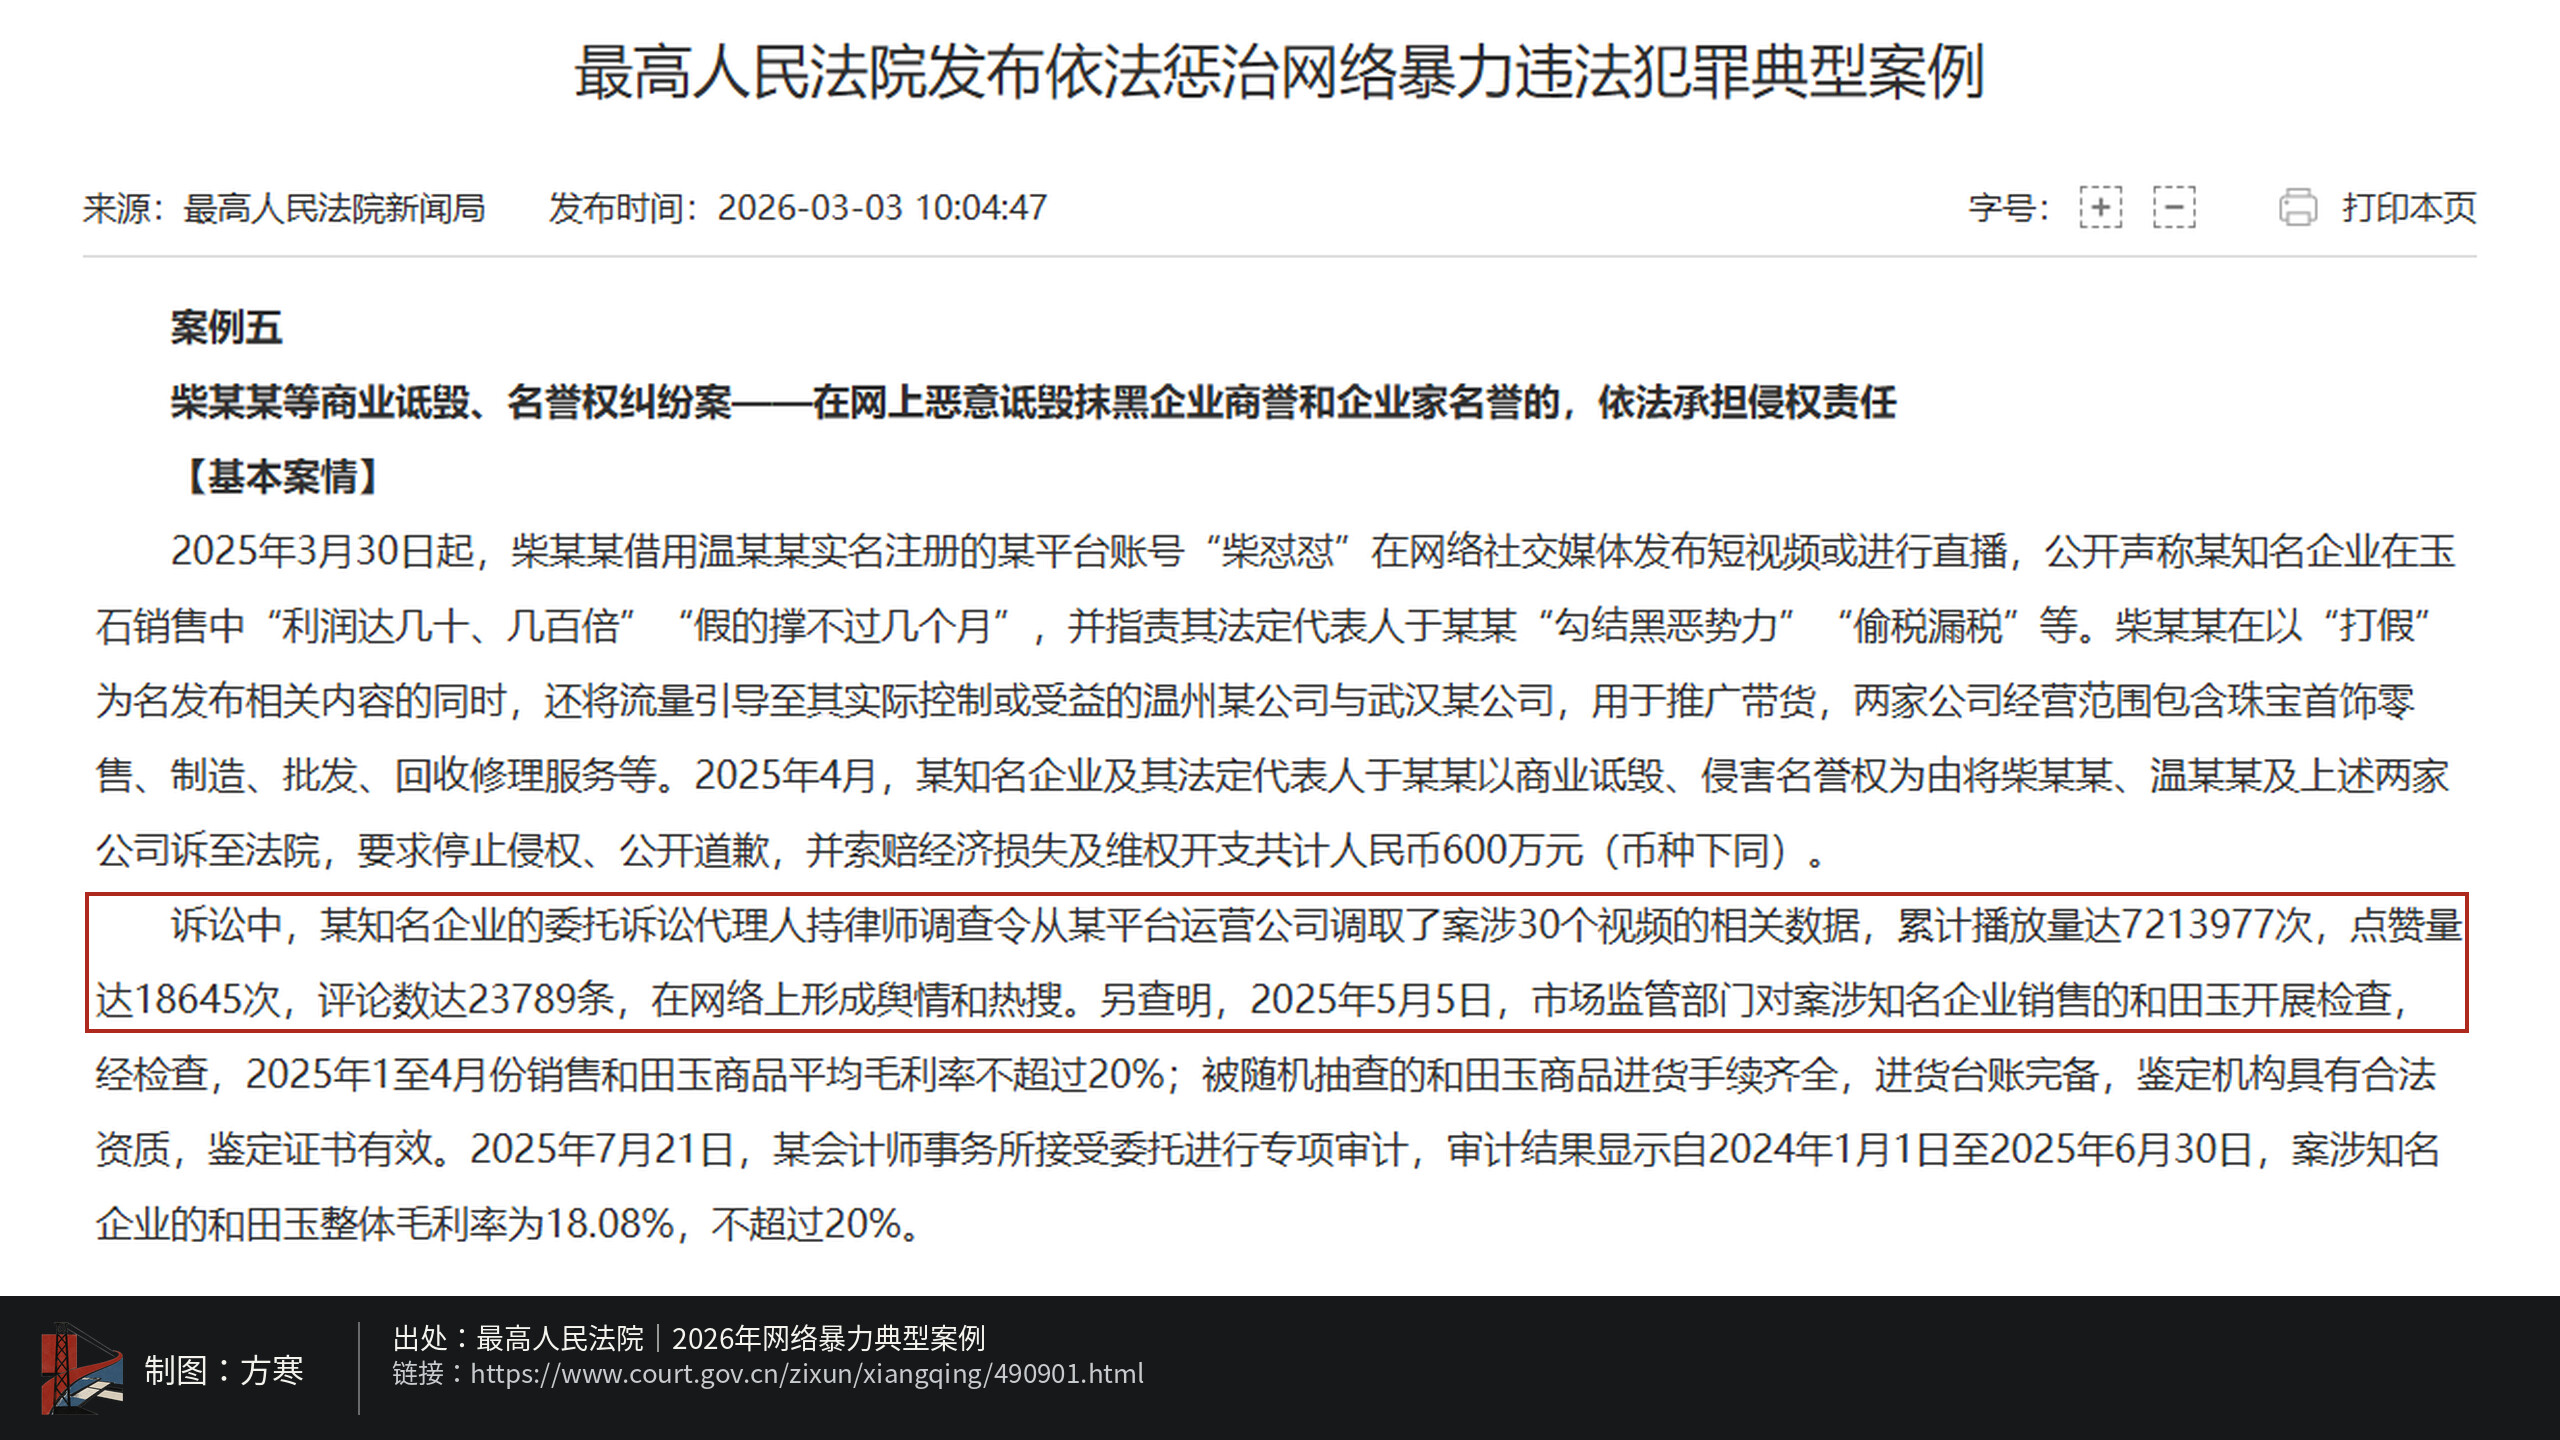 最高人民法院发布依法惩治网络暴力违法犯罪典型案例
来源：最高人民法院新闻局 发布时间：2026-03-03 10:04:47 字号： + - 打印本页
案例五
柴某某等商业诋毁、名誉权纠纷案——在网上恶意诋毁抹黑企业商誉和企业家名誉的，依法承担侵权责任
【基本案情】
2025年3月30日起，柴某某借用温某某实名注册的某平台账号“柴怼怼”在网络社交媒体发布短视频或进行直播，公开声称某知名企业在玉
石销售中“利润达几十、几百倍”“假的撑不过几个月”，并指责其法定代表人于某某“勾结黑恶势力”“偷税漏税”等。柴某某在以“打假”
为名发布相关内容的同时，还将流量引导至其实际控制或受益的温州某公司与武汉某公司，用于推广带货，两家公司经营范围包含珠宝首饰零
售、制造、批发、回收修理服务等。2025年4月，某知名企业及其法定代表人于某某以商业诋毁、侵害名誉权为由将柴某某、温某某及上述两家
公司诉至法院，要求停止侵权、公开道歉，并索赔经济损失及维权开支共计人民币600万元（币种下同）。
诉讼中，某知名企业的委托诉讼代理人持律师调查令从某平台运营公司调取了案涉30个视频的相关数据，累计播放量达7213977次，点赞量
达18645次，评论数达23789条，在网络上形成舆情和热搜。另查明，2025年5月5日，市场监管部门对案涉知名企业销售的和田玉开展检查，
经检查，2025年1至4月份销售和田玉商品平均毛利率不超过20%；被随机抽查的和田玉商品进货手续齐全，进货台账完备，鉴定机构具有合法
资质，鉴定证书有效。2025年7月21日，某会计师事务所接受委托进行专项审计，审计结果显示自2024年1月1日至2025年6月30日，案涉知名
企业的和田玉整体毛利率为18.08%，不超过20%。
制图：方寒
出处：最高人民法院｜2026年网络暴力典型案例
链接：https://www.court.gov.cn/zixun/xiangqing/490901.html